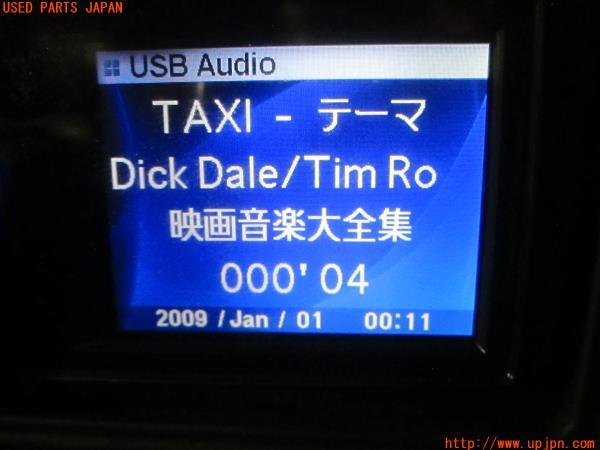 USED PARTS JAPAN
USB Audio
TAXI - テーマ
Dick Dale/Tim Ro
映画音楽大全集
000'04
2009 /Jan / 01 00:11
http://www.upjpn.com